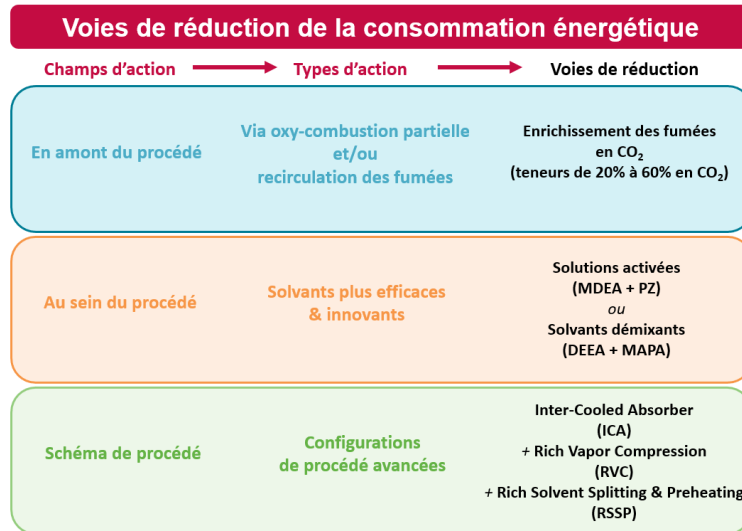 Voies de réduction de la consommation énergétique
Champs d'action
Types d'action
Voies de réduction
En amont du procédé
Via oxy-combustion partielle
et/ou
recirculation des fumées
Enrichissement des fumées
en CO₂
(teneurs de 20% à 60% en CO₂)
Au sein du procédé
Solvants plus efficaces
& innovants
Solutions activées
(MDEA + PZ)
ou
Solvants démixants
(DEEA + MAPA)
Schéma de procédé
Configurations
de procédé avancées
Inter-Cooled Absorber
(ICA)
+ Rich Vapor Compression
(RVC)
+ Rich Solvent Splitting & Preheating
(RSSP)